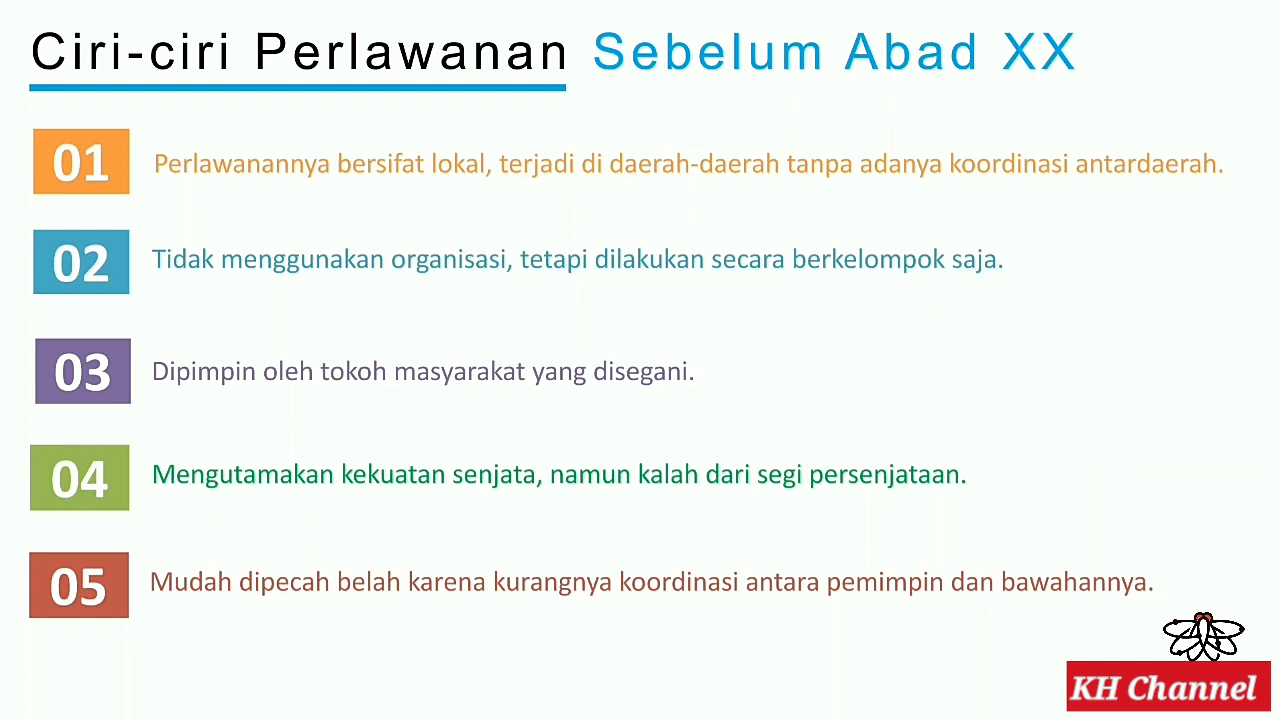 Ciri-ciri Perlawanan Sebelum Abad XX
01 Perlawanannya bersifat lokal, terjadi di daerah-daerah tanpa adanya koordinasi antardaerah.
02 Tidak menggunakan organisasi, tetapi dilakukan secara berkelompok saja.
03 Dipimpin oleh tokoh masyarakat yang disegani.
04 Mengutamakan kekuatan senjata, namun kalah dari segi persenjataan.
05 Mudah dipecah belah karena kurangnya koordinasi antara pemimpin dan bawahannya.
KH Channel